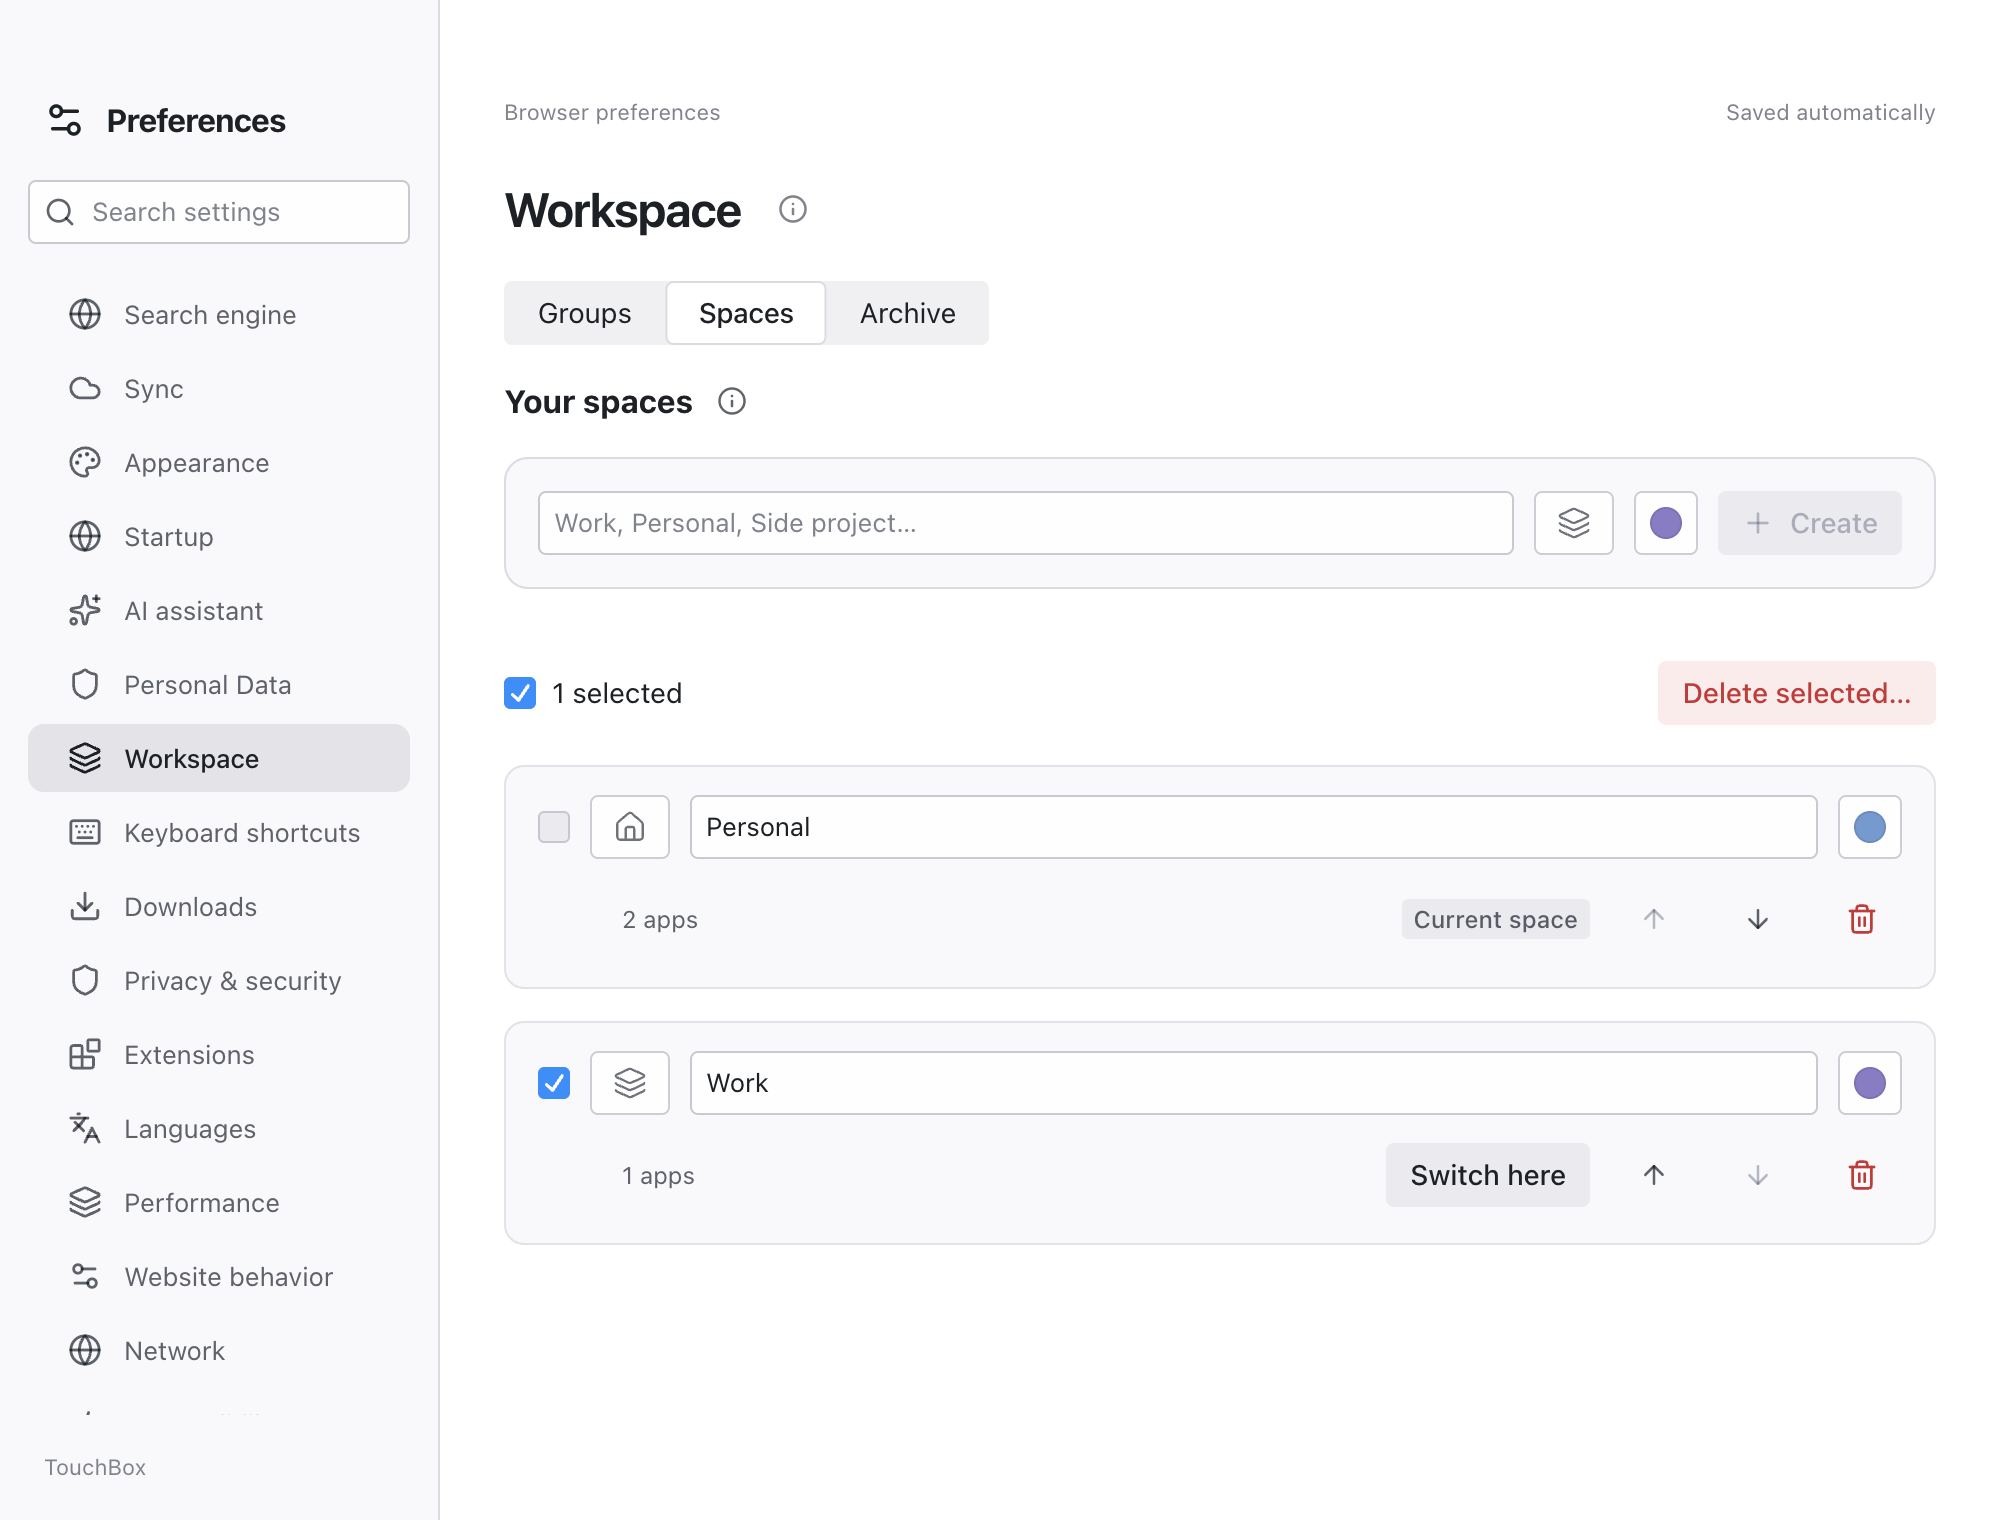 Preferences
Search settings
Search engine
Sync
Appearance
Startup
AI assistant
Personal Data
Workspace
Keyboard shortcuts
Downloads
Privacy & security
Extensions
Languages
Performance
Website behavior
Network
TouchBox
Browser preferences
Saved automatically
Workspace
Groups Spaces Archive
Your spaces
Work, Personal, Side project...
Create
1 selected
Delete selected...
Personal
2 apps
Current space
Work
1 apps
Switch here